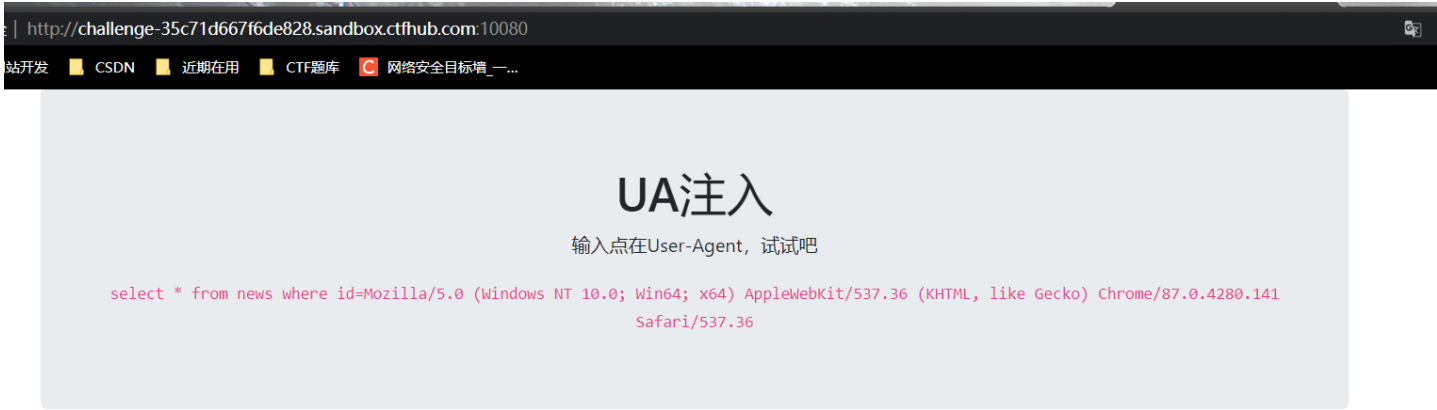 http://challenge-35c71d667f6de828.sandbox.ctfhub.com:10080
站开发 CSDN 近期在用 CTF题库 C 网络安全目标墙_一...
UA注入
输入点在User-Agent，试试吧
select * from news where id=Mozilla/5.0 (Windows NT 10.0; Win64; x64) AppleWebKit/537.36 (KHTML, like Gecko) Chrome/87.0.4280.141
Safari/537.36